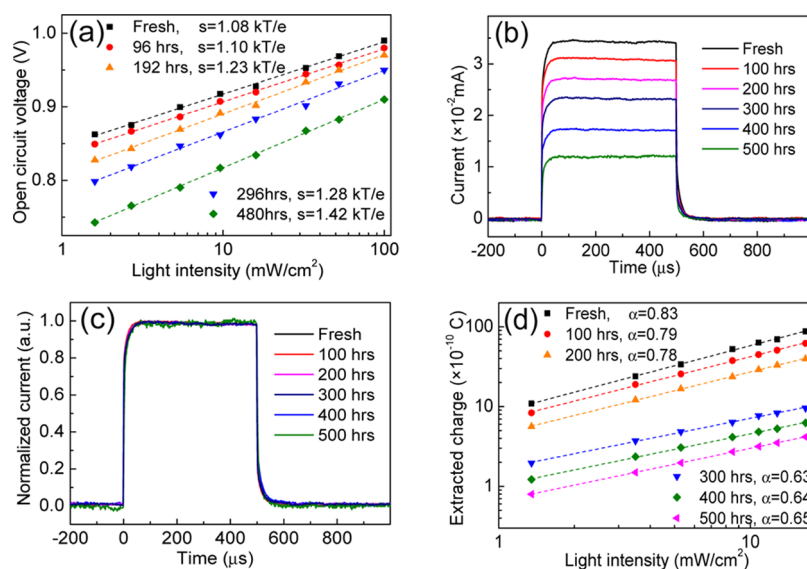 (a)
Fresh, s=1.08 kT/e
96 hrs, s=1.10 kT/e
192 hrs, s=1.23 kT/e
296hrs, s=1.28 kT/e
480hrs, s=1.42 kT/e
Open circuit voltage (V)
1.0
0.9
0.8
1 10 100
Light intensity (mW/cm²)
(b)
Fresh
100 hrs
200 hrs
300 hrs
400 hrs
500 hrs
Current (×10⁻²mA)
3
2
1
0
-200 0 200 400 600 800
Time (μs)
(c)
Fresh
100 hrs
200 hrs
300 hrs
400 hrs
500 hrs
Normalized current (a.u.)
1.0
0.8
0.6
0.4
0.2
0.0
-200 0 200 400 600 800
Time (μs)
(d)
Fresh α=0.83
100 hrs, α=0.79
200 hrs, α=0.78
300 hrs, α=0.63
400 hrs, α=0.64
500 hrs, α=0.65
Extracted charge (×10⁻¹⁰ C)
100
10
1
1 10
Light intensity (mW/cm²)